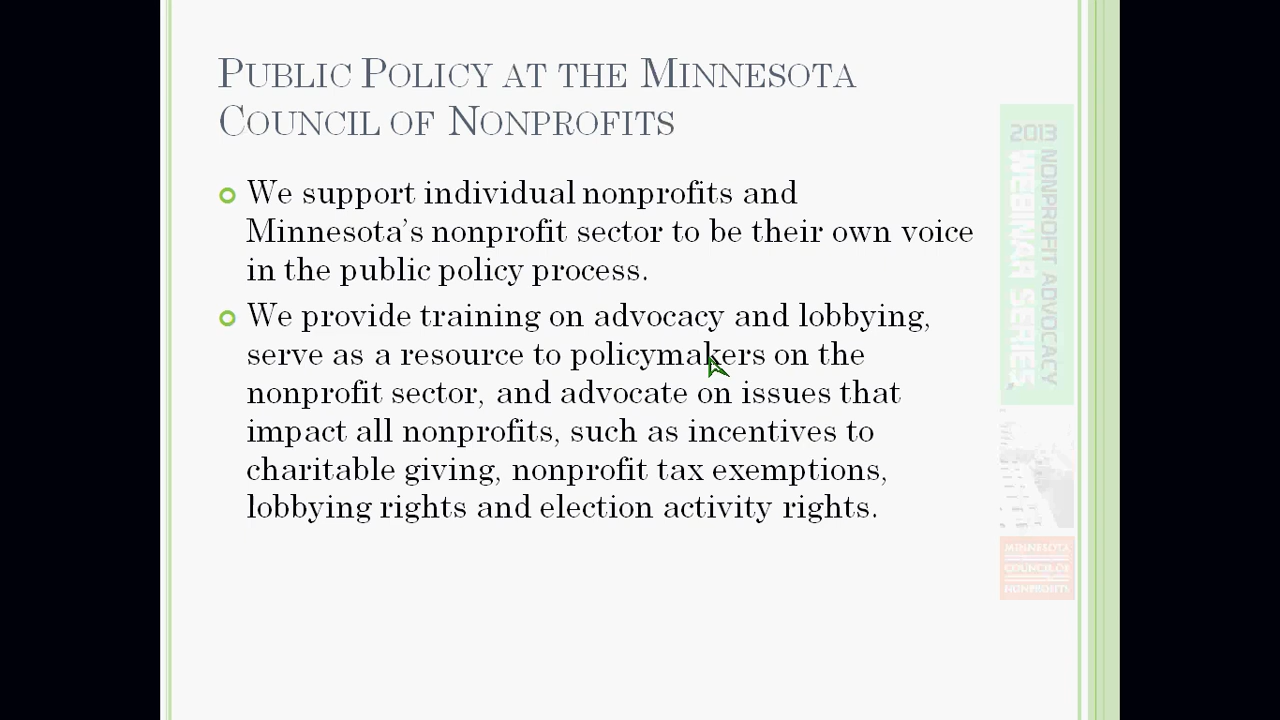 PUBLIC POLICY AT THE MINNESOTA
COUNCIL OF NONPROFITS
We support individual nonprofits and
Minnesota's nonprofit sector to be their own voice
in the public policy process.
We provide training on advocacy and lobbying,
serve as a resource to policymakers on the
nonprofit sector, and advocate on issues that
impact all nonprofits, such as incentives to
charitable giving, nonprofit tax exemptions,
lobbying rights and election activity rights.
2013
NONPROFIT ADVOCACY
WEBINAR SERIES
MINNESOTA
COUNCIL OF
NONPROFITS